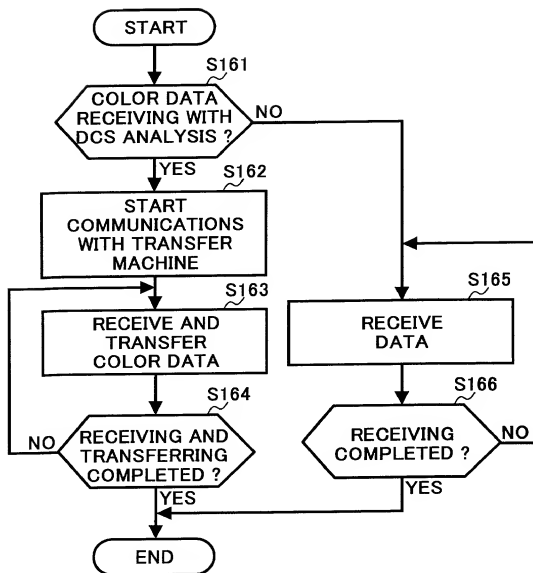 START
S161
COLOR DATA
RECEIVING WITH
DCS ANALYSIS ?
NO
YES
S162
START
COMMUNICATIONS
WITH TRANSFER
MACHINE
S163
RECEIVE AND
TRANSFER
COLOR DATA
S164
RECEIVING AND
TRANSFERRING
COMPLETED ?
NO
YES
S165
RECEIVE
DATA
S166
RECEIVING
COMPLETED ?
NO
YES
END